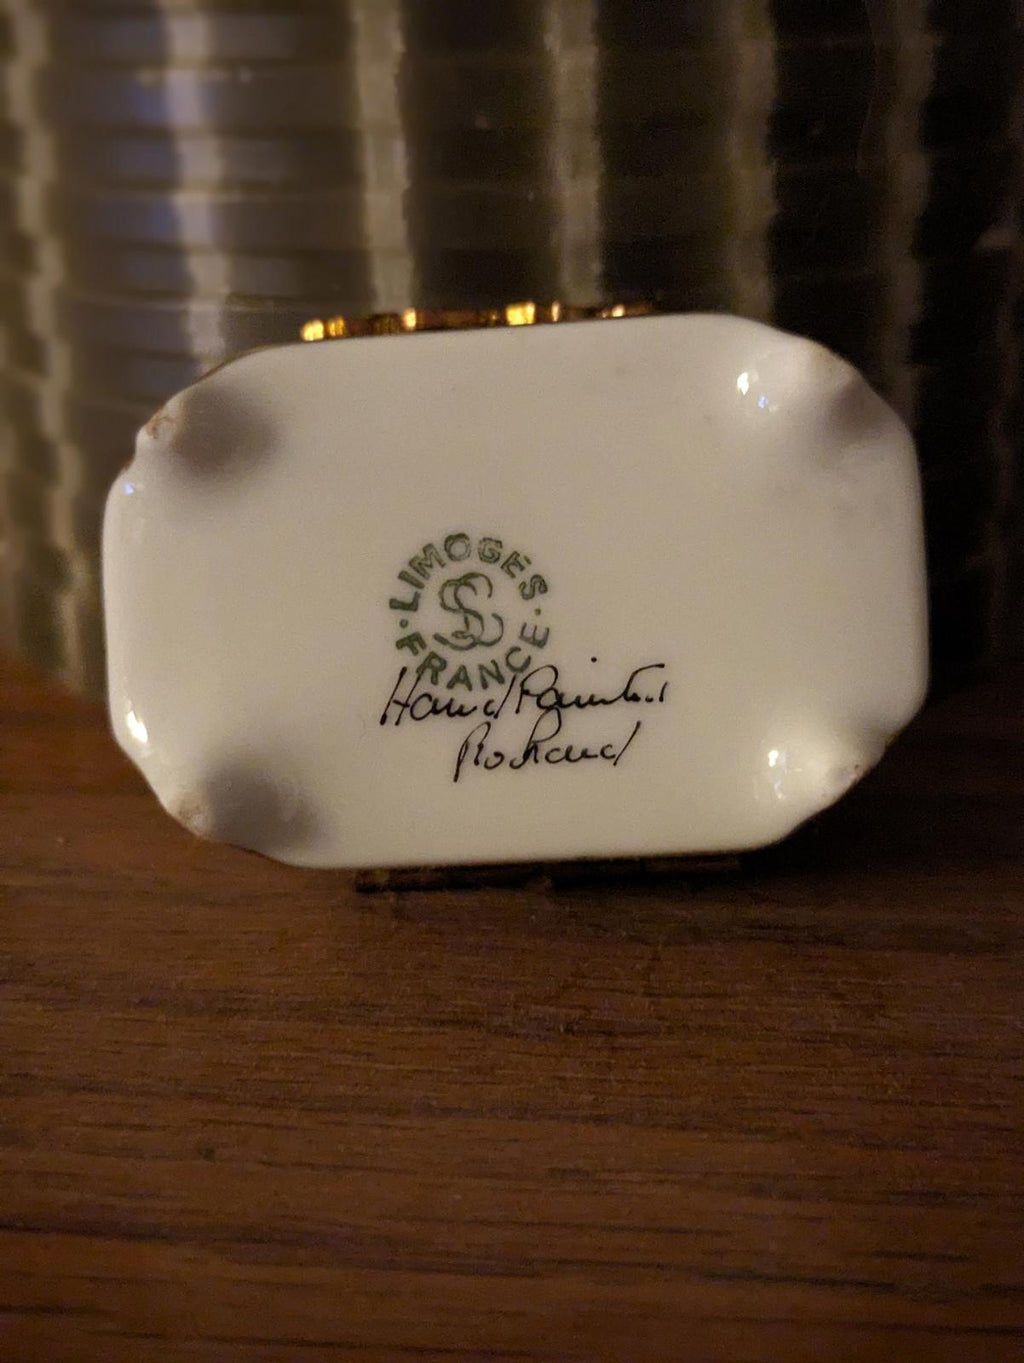 LIMOGES
FRANCE
Hand Painted
Rochard